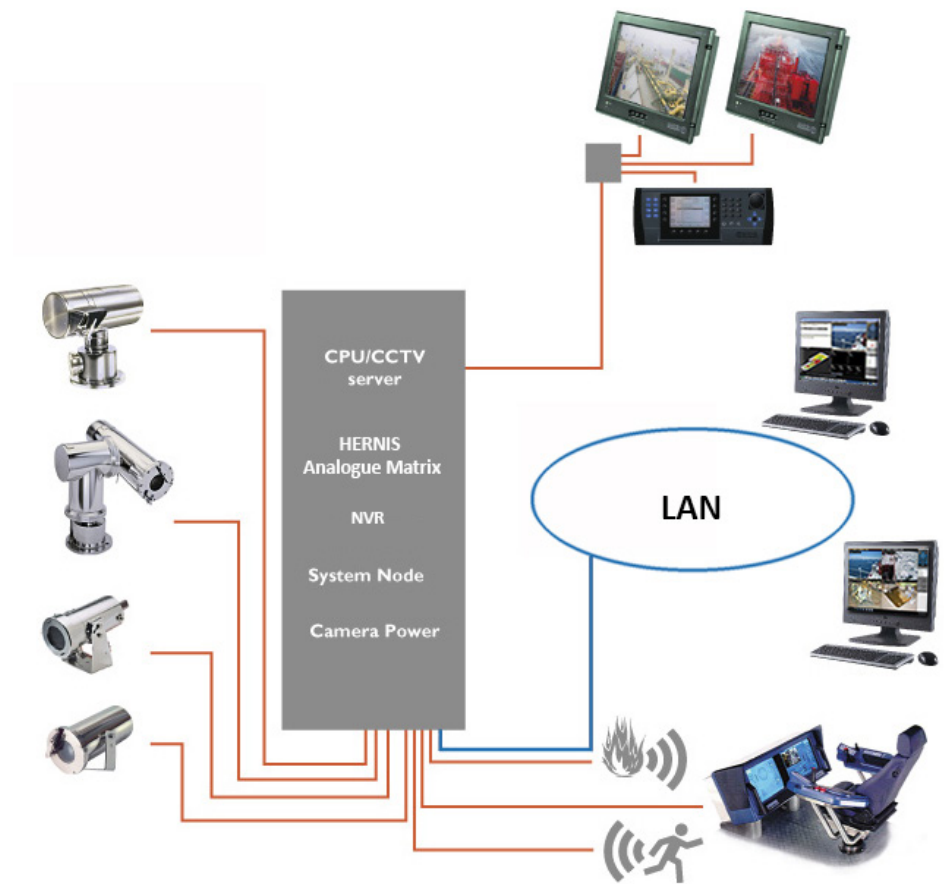 CPU/CCTV
server
HERNIS
Analogue Matrix
NVR
System Node
Camera Power
LAN